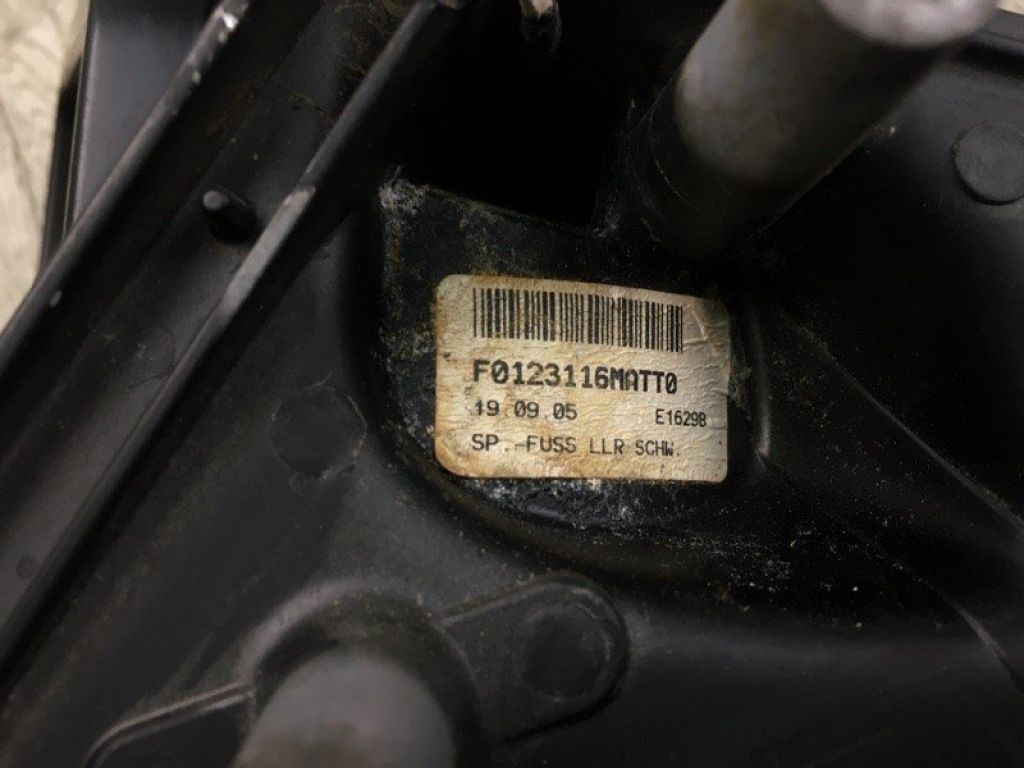 F0123116MATT0
19.09.05 E16298
SP.-FUSS LLR SCHW.